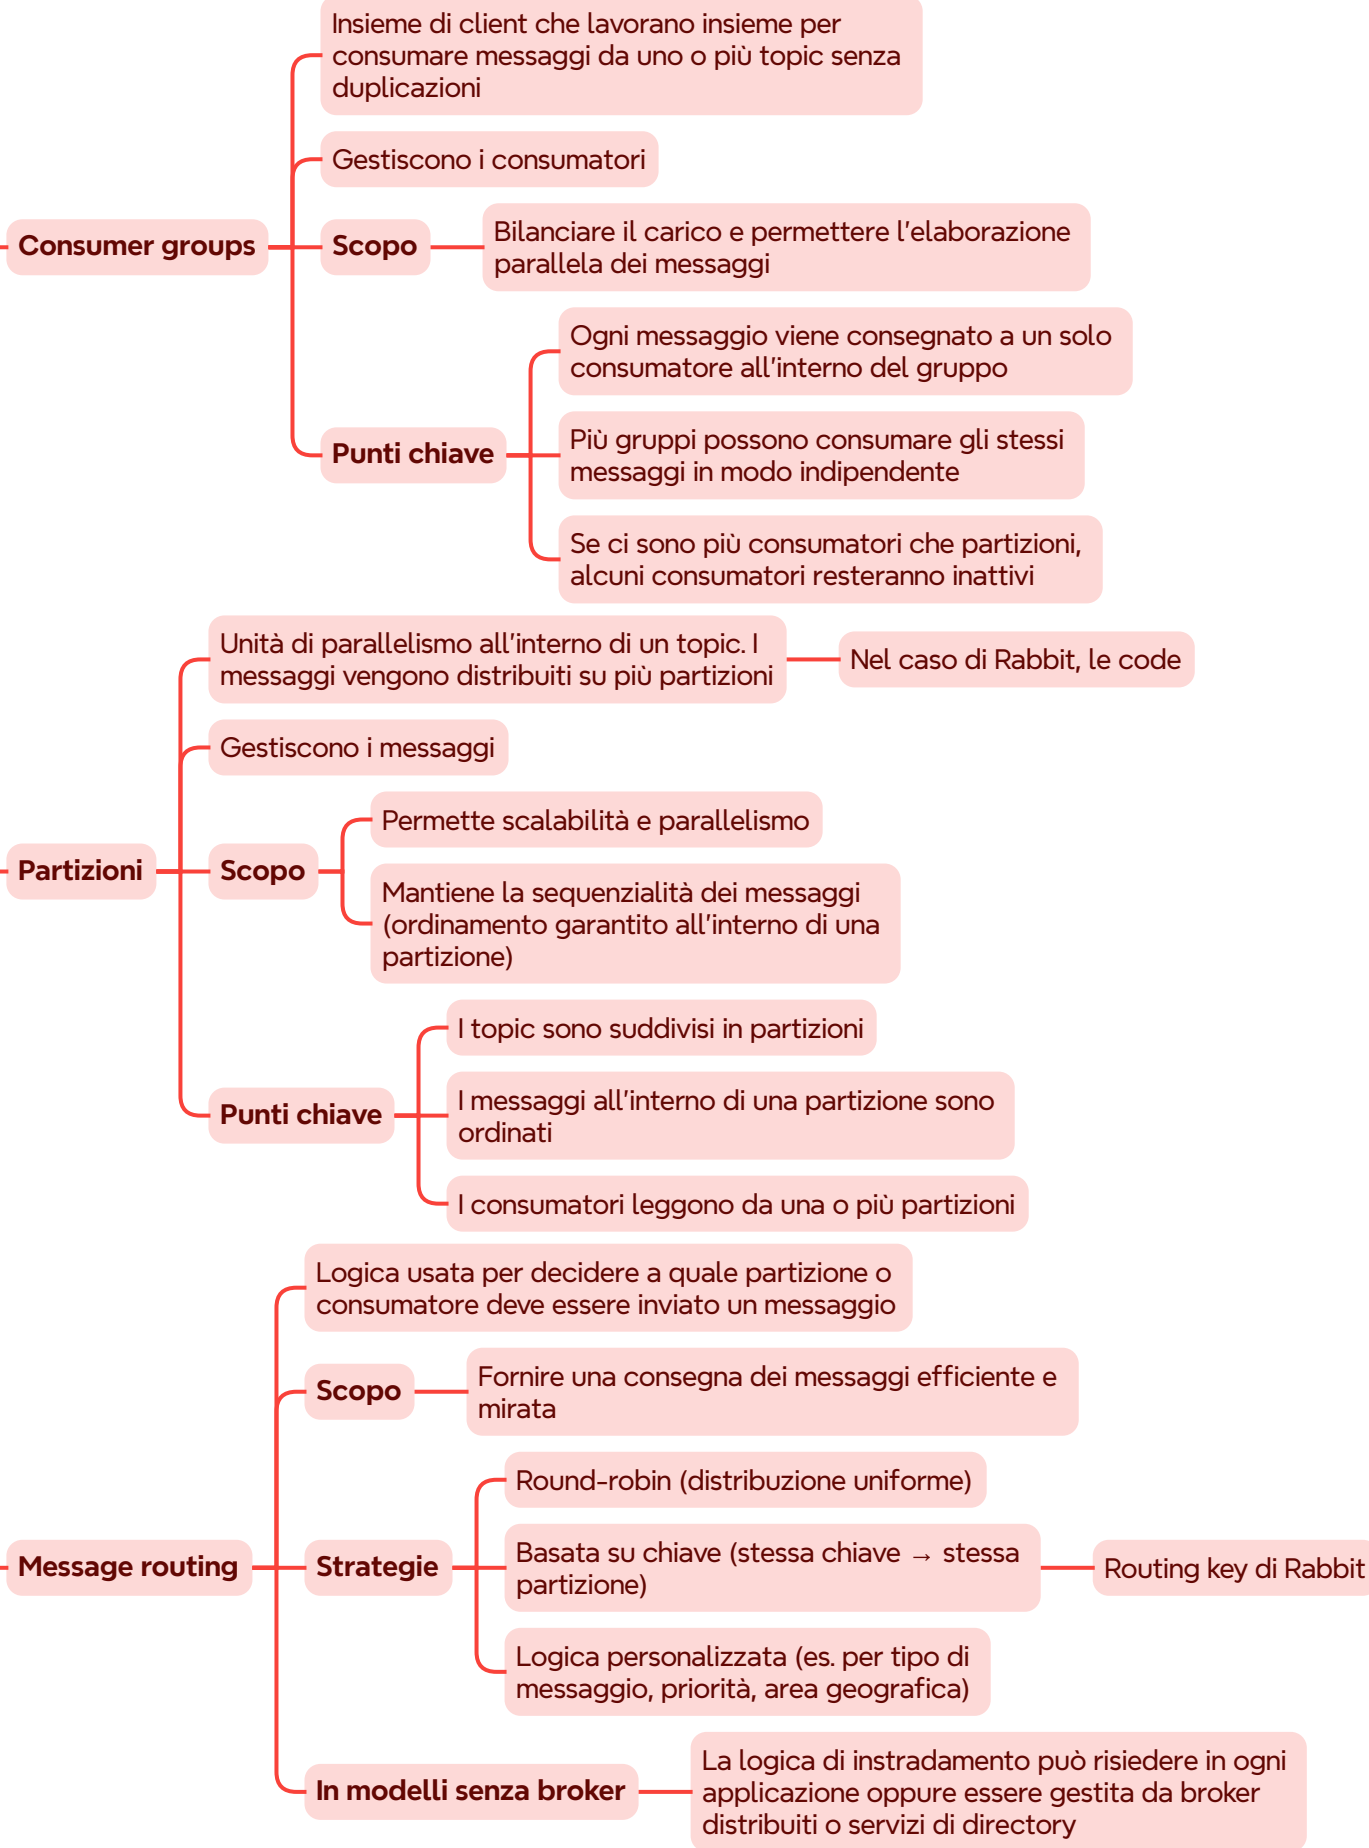 Insieme di client che lavorano insieme per
consumare messaggi da uno o più topic senza
duplicazioni
Gestiscono i consumatori
Consumer groups
Scopo
Bilanciare il carico e permettere l'elaborazione
parallela dei messaggi
Ogni messaggio viene consegnato a un solo
consumatore all'interno del gruppo
Punti chiave
Più gruppi possono consumare gli stessi
messaggi in modo indipendente
Se ci sono più consumatori che partizioni,
alcuni consumatori resteranno inattivi
Unità di parallelismo all'interno di un topic. I
messaggi vengono distribuiti su più partizioni
Nel caso di Rabbit, le code
Gestiscono i messaggi
Partizioni
Scopo
Permette scalabilità e parallelismo
Mantiene la sequenzialità dei messaggi
(ordinamento garantito all'interno di una
partizione)
Punti chiave
I topic sono suddivisi in partizioni
I messaggi all'interno di una partizione sono
ordinati
I consumatori leggono da una o più partizioni
Logica usata per decidere a quale partizione o
consumatore deve essere inviato un messaggio
Scopo
Fornire una consegna dei messaggi efficiente e
mirata
Message routing
Strategie
Round-robin (distribuzione uniforme)
Basata su chiave (stessa chiave → stessa
partizione)
Routing key di Rabbit
Logica personalizzata (es. per tipo di
messaggio, priorità, area geografica)
In modelli senza broker
La logica di instradamento può risiedere in ogni
applicazione oppure essere gestita da broker
distribuiti o servizi di directory